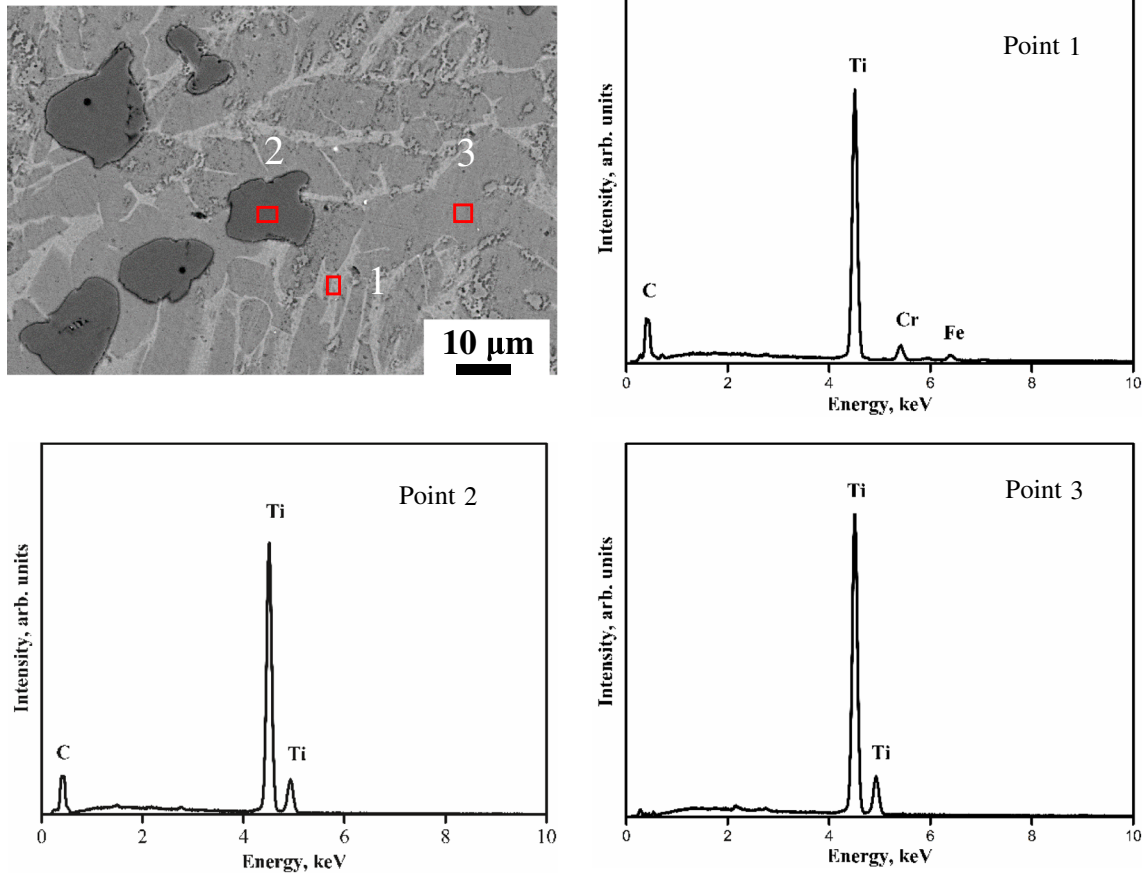 2
3
1
10 μm
Point 1
Ti
C
Cr
Fe
Intensity, arb. units
0 2 4 6 8 10
Energy, keV
Point 2
Ti
C
Ti
Intensity, arb. units
0 2 4 6 8 10
Energy, keV
Point 3
Ti
Ti
Intensity, arb. units
0 2 4 6 8 10
Energy, keV